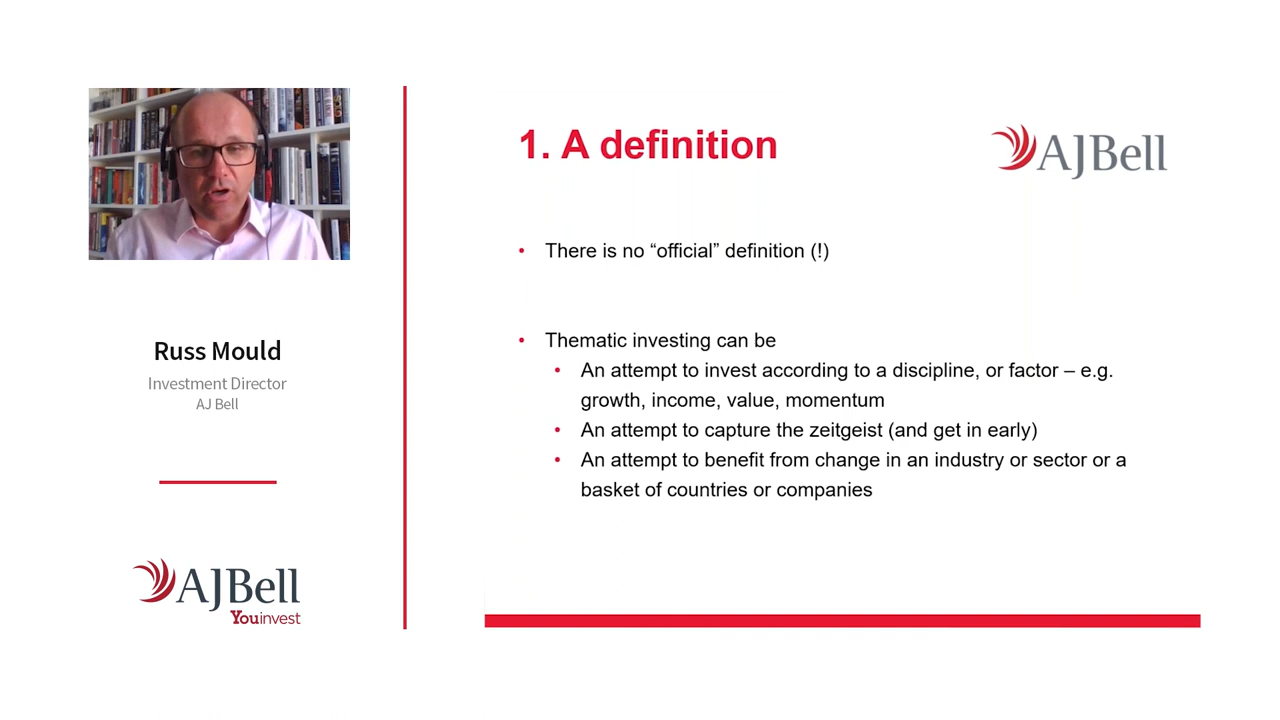 Russ Mould
Investment Director
AJ Bell
AJBell
Youinvest
1. A definition
AJBell
• There is no “official” definition (!)
• Thematic investing can be
• An attempt to invest according to a discipline, or factor – e.g.
growth, income, value, momentum
• An attempt to capture the zeitgeist (and get in early)
• An attempt to benefit from change in an industry or sector or a
basket of countries or companies